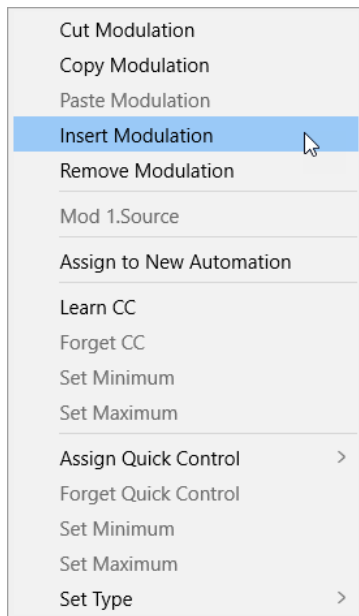 Cut Modulation
Copy Modulation
Paste Modulation
Insert Modulation
Remove Modulation
Mod 1.Source
Assign to New Automation
Learn CC
Forget CC
Set Minimum
Set Maximum
Assign Quick Control
Forget Quick Control
Set Minimum
Set Maximum
Set Type